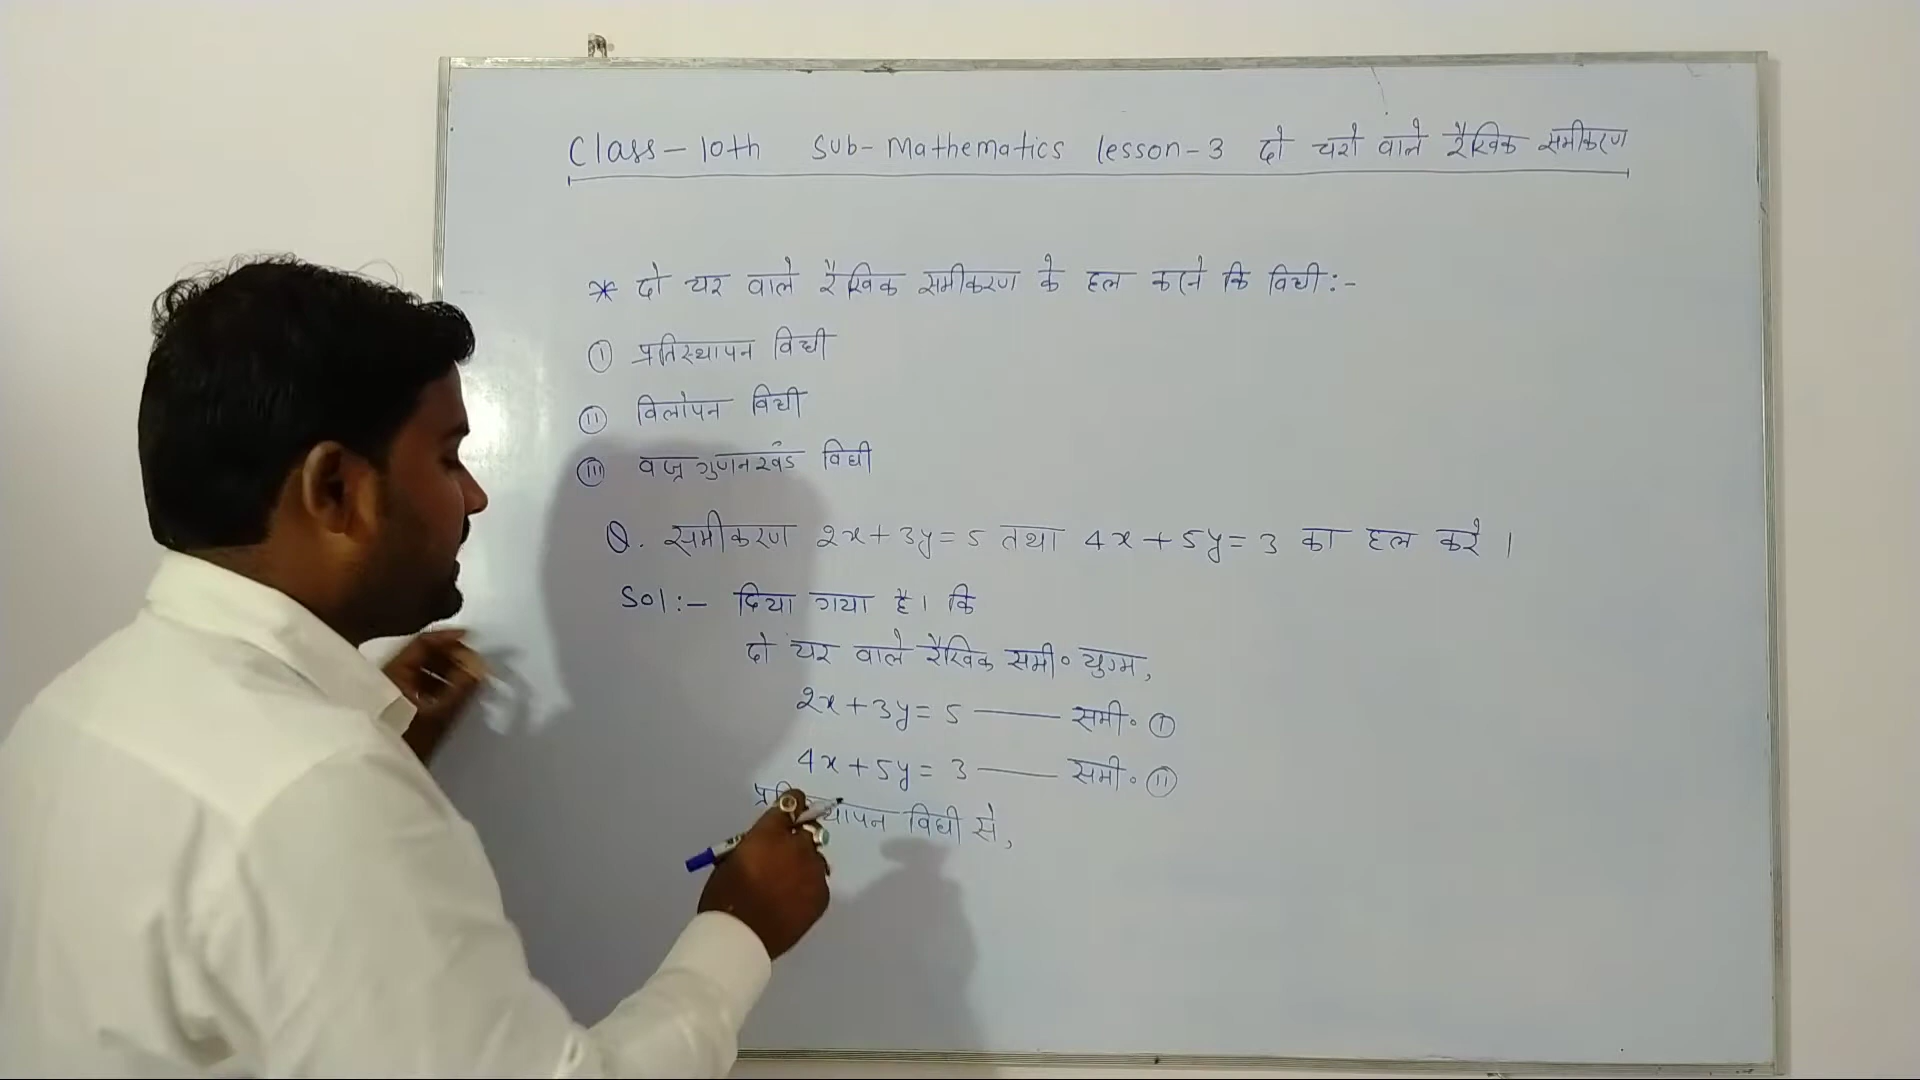 Class - 10th Sub - Mathematics lesson - 3 दो चरो वाले रैखिक समीकरण
* दो चर वाले रैखिक समीकरण के हल करने कि विधी :-
(I) प्रतिस्थापन विधी
(II) विलोपन विधी
(III) वज्र गुणनखंड विधी
Q. समीकरण 2x + 3y = 5 तथा 4x + 5y = 3 का हल करे ।
Sol :- दिया गया है। कि
दो चर वाले रैखिक समी॰ युग्म,
2x + 3y = 5 —— समी॰ (I)
4x + 5y = 3 —— समी॰ (II)
विधी से,